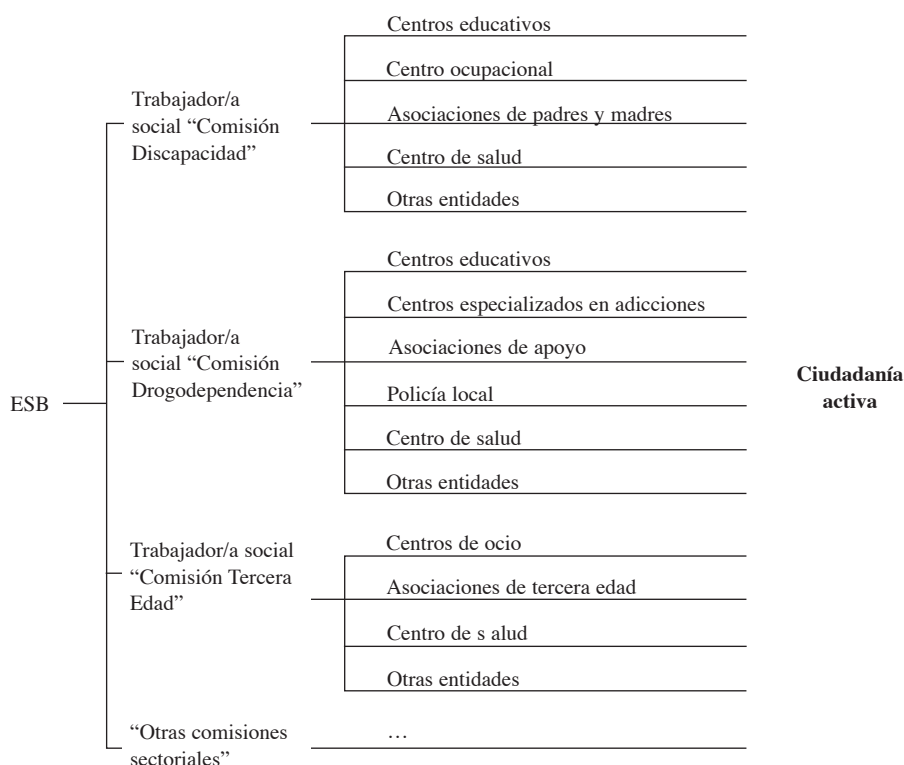 ESB
Trabajador/a
social “Comisión
Discapacidad”
Centros educativos
Centro ocupacional
Asociaciones de padres y madres
Centro de salud
Otras entidades
Trabajador/a
social “Comisión
Drogodependencia”
Centros educativos
Centros especializados en adicciones
Asociaciones de apoyo
Policía local
Centro de salud
Otras entidades
Trabajador/a social
“Comisión Tercera
Edad”
Centros de ocio
Asociaciones de tercera edad
Centro de s alud
Otras entidades
“Otras comisiones
sectoriales”
…
Ciudadanía
activa